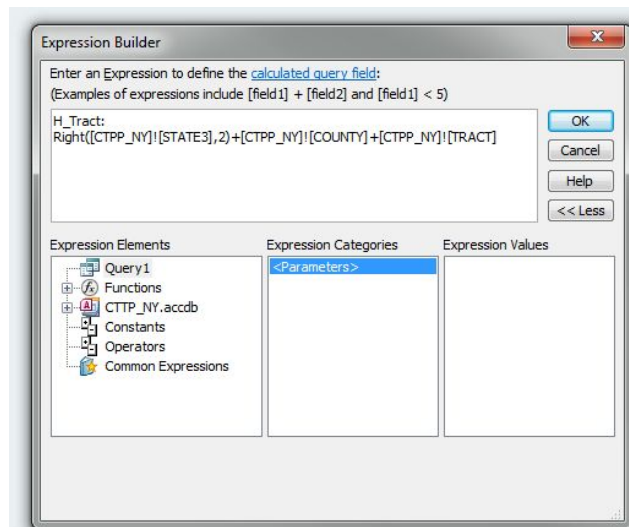 Expression Builder
Enter an Expression to define the calculated query field:
(Examples of expressions include [field1] + [field2] and [field1] < 5)
H_Tract:
Right([CTPP_NY]![STATE3],2)+[CTPP_NY]![COUNTY]+[CTPP_NY]![TRACT]
OK
Cancel
Help
<< Less
Expression Elements
Query1
Functions
CTTP_NY.accdb
Constants
Operators
Common Expressions
Expression Categories
<Parameters>
Expression Values